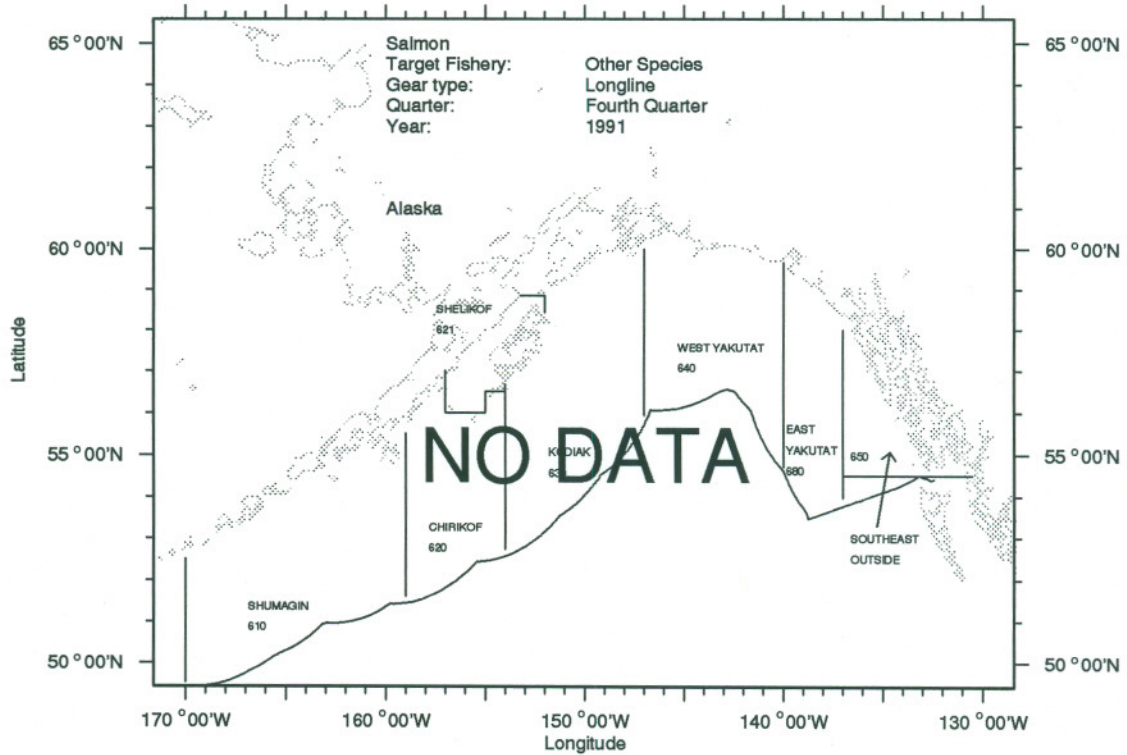 65°00'N
65°00'N
Salmon
Target Fishery: Other Species
Gear type: Longline
Quarter: Fourth Quarter
Year: 1991
Alaska
60°00'N
60°00'N
SHELIKOF
621
WEST YAKUTAT
640
Latitude
NO DATA
KODIAK
EAST
YAKUTAT
680
650
55°00'N
55°00'N
CHIRIKOF
620
SOUTHEAST
OUTSIDE
SHUMAGIN
610
50°00'N
50°00'N
170°00'W
160°00'W
150°00'W
140°00'W
130°00'W
Longitude